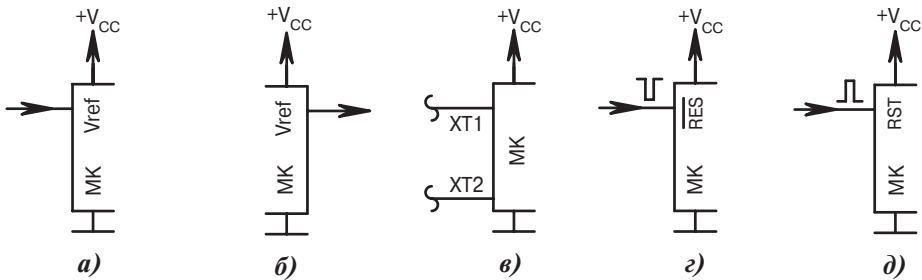 +VCC
+VCC
+VCC
+VCC
+VCC
Vref
МК
Vref
МК
XT1
XT2
МК
RES
МК
RST
МК
а)
б)
в)
г)
д)